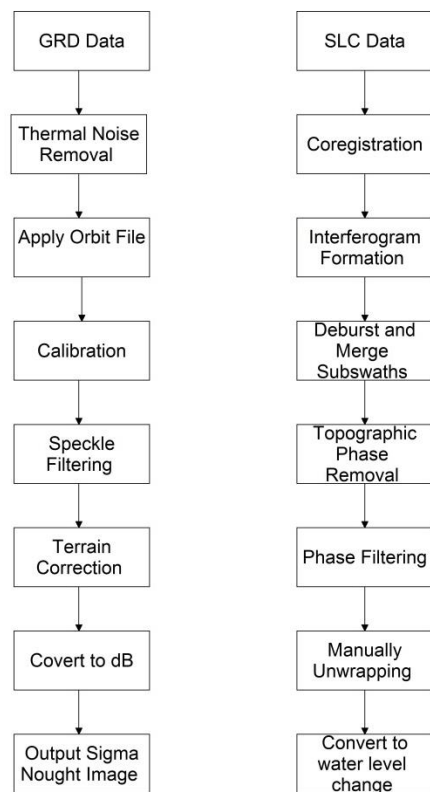 GRD Data
Thermal Noise
Removal
Apply Orbit File
Calibration
Speckle
Filtering
Terrain
Correction
Covert to dB
Output Sigma
Nought Image
SLC Data
Coregistration
Interferogram
Formation
Deburst and
Merge
Subswaths
Topographic
Phase
Removal
Phase Filtering
Manually
Unwrapping
Convert to
water level
change